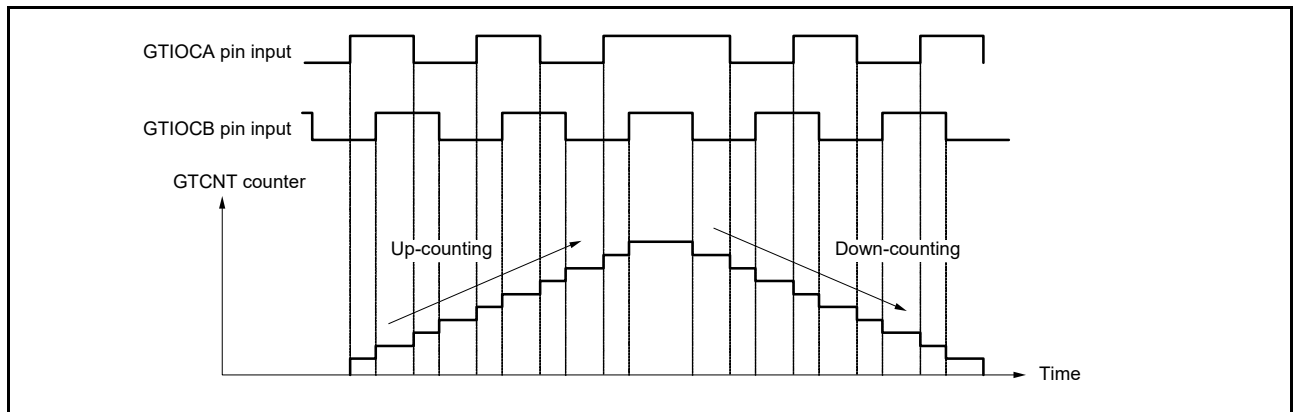 GTIOCA pin input
GTIOCB pin input
GTCNT counter
Up-counting
Down-counting
Time